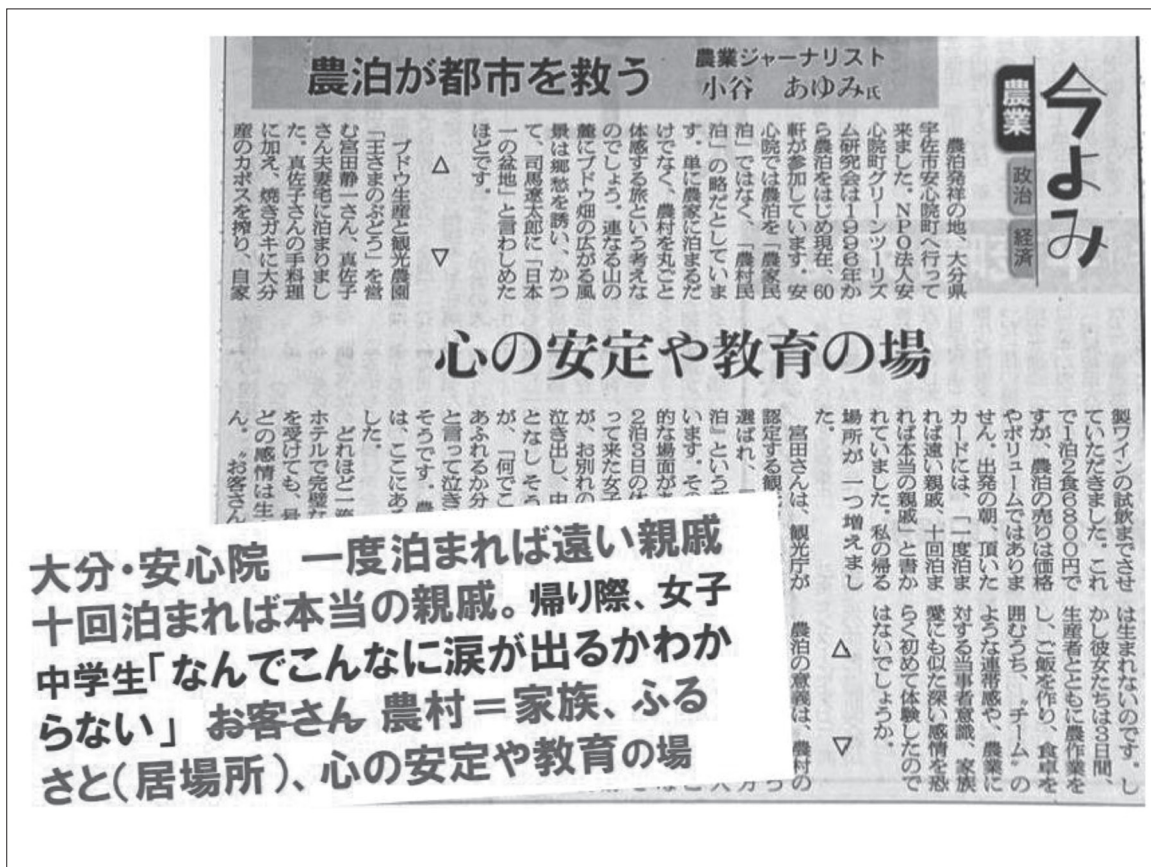 今よみ
農業
政治
経済
農泊が都市を救う
農業ジャーナリスト
小谷 あゆみ氏
農泊発祥の地、大分県
宇佐市安心院町へ行って
来ました。NPO法人安
心院町グリーンツーリズ
ム研究会は1996年か
ら農泊をはじめ現在、60
軒が参加しています。安
心院では農泊を「農家民
泊」ではなく、「農村民
泊」の略だとしていま
す。単に農家に泊まるだ
けでなく、農村を丸ごと
体感する旅という考えな
のでしょう。連なる山の
麓にブドウ畑の広がる風
景は郷愁を誘い、かつ
て、司馬遼太郎に「日本
一の盆地」と言わしめた
ほどです。
△ ▽
ブドウ生産と観光農園
「王さまのぶどう」を営
む宮田静一さん、真佐子
さん夫妻宅に泊まりまし
た。真佐子さんの手料理
に加え、焼きガキに大分
産のカボスを搾り、自家
心の安定や教育の場
製ワインの試飲までさせ
ていただきました。これ
で1泊2食6800円で
すが、農泊の売りは価格
やボリュームではありま
せん。出発の朝、頂いた
カードには、「一度泊ま
れば遠い親戚、十回泊ま
れば本当の親戚」と書か
れていました。私の帰る
場所が一つ増えまし
た。
宮田さんは、観光庁が
認定する観光
選ばれ、
泊』という
います。その
的な場面があ
2泊3日の体
って来た女子
が、お別れの
泣き出し、中
となしそう
が、「何でこ
あふれるか分
と言って泣き
そうです。農
は、ここにある
した。
どれほど一流
ホテルで完璧な
を受けても、
どの感情は生
ん。〝お客さん
は生まれないのです。し
かし彼女たちは3日間、
生産者とともに農作業を
し、ご飯を作り、食卓を
囲むうち、〝チーム〟の
ような連帯感や、農業に
対する当事者意識、家族
愛にも似た深い感情を恐
らく初めて体験したので
はないでしょうか。
△ ▽
農泊の意義は、農村の
大分・安心院 一度泊まれば遠い親戚
十回泊まれば本当の親戚。帰り際、女子
中学生「なんでこんなに涙が出るかわか
らない」 お客さん 農村＝家族、ふる
さと（居場所）、心の安定や教育の場